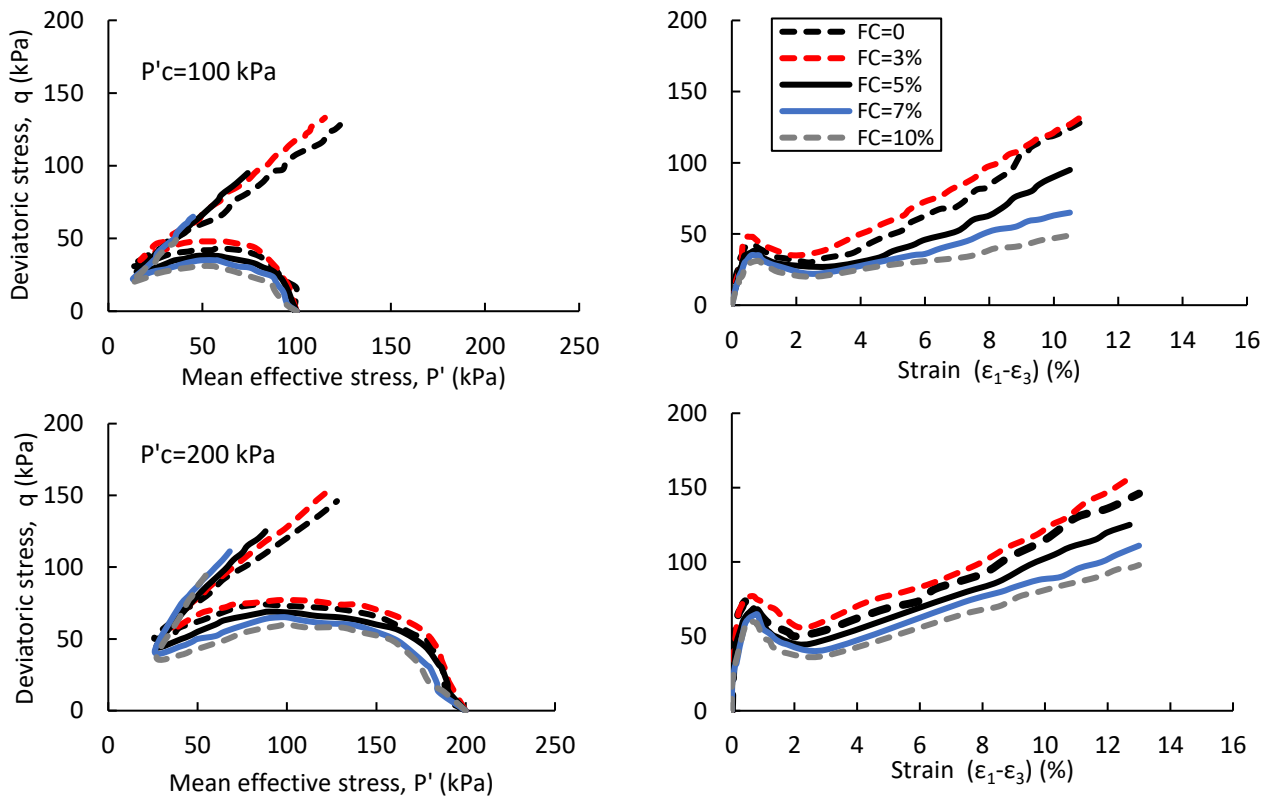 Deviatoric stress, q (kPa)
200
150
100
50
0
P'c=100 kPa
0 50 100 150 200 250
Mean effective stress, P' (kPa)
200
150
100
50
0
FC=0
FC=3%
FC=5%
FC=7%
FC=10%
0 2 4 6 8 10 12 14 16
Strain (ε₁-ε₃) (%)
Deviatoric stress, q (kPa)
200
150
100
50
0
P'c=200 kPa
0 50 100 150 200 250
Mean effective stress, P' (kPa)
200
150
100
50
0
0 2 4 6 8 10 12 14 16
Strain (ε₁-ε₃) (%)